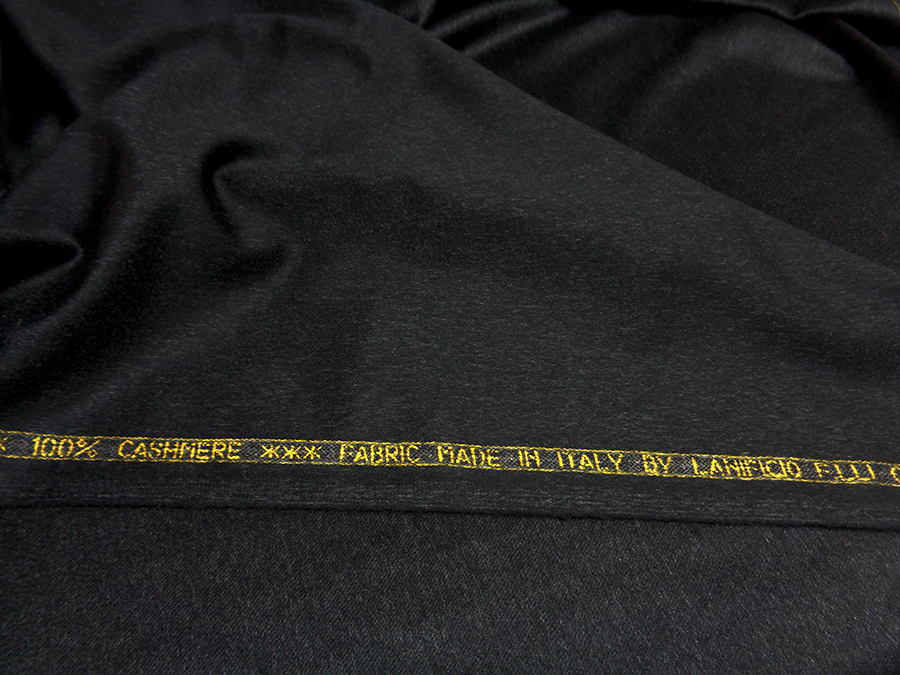 100% CASHMERE *** FABRIC MADE IN ITALY BY LANIFICIO F.LLI